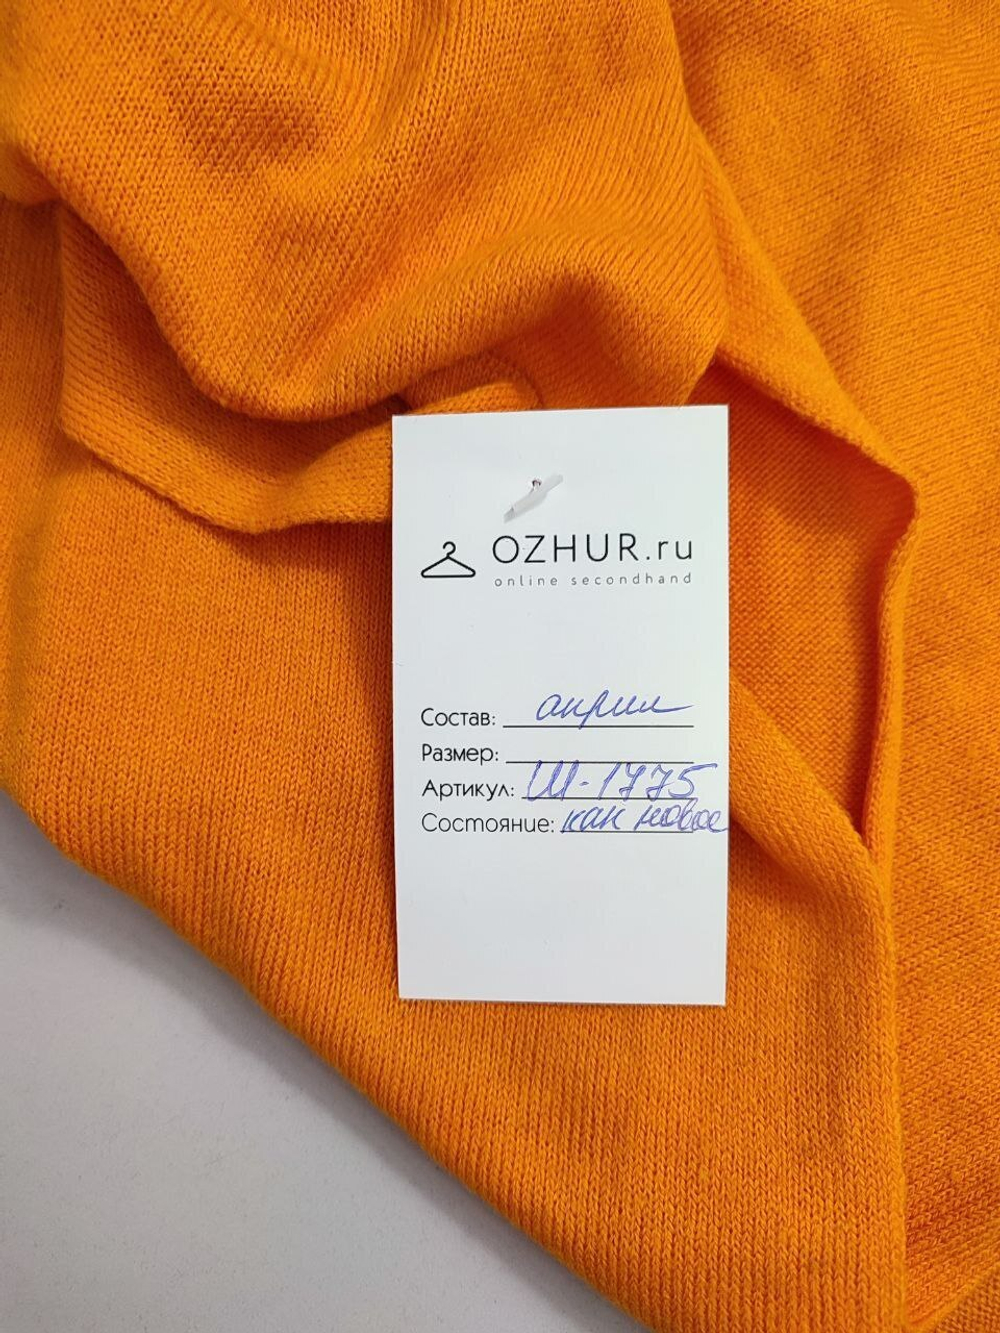 OZHUR.ru
online secondhand
Состав: акрил
Размер:
Артикул: Ш-1775
Состояние: как новое